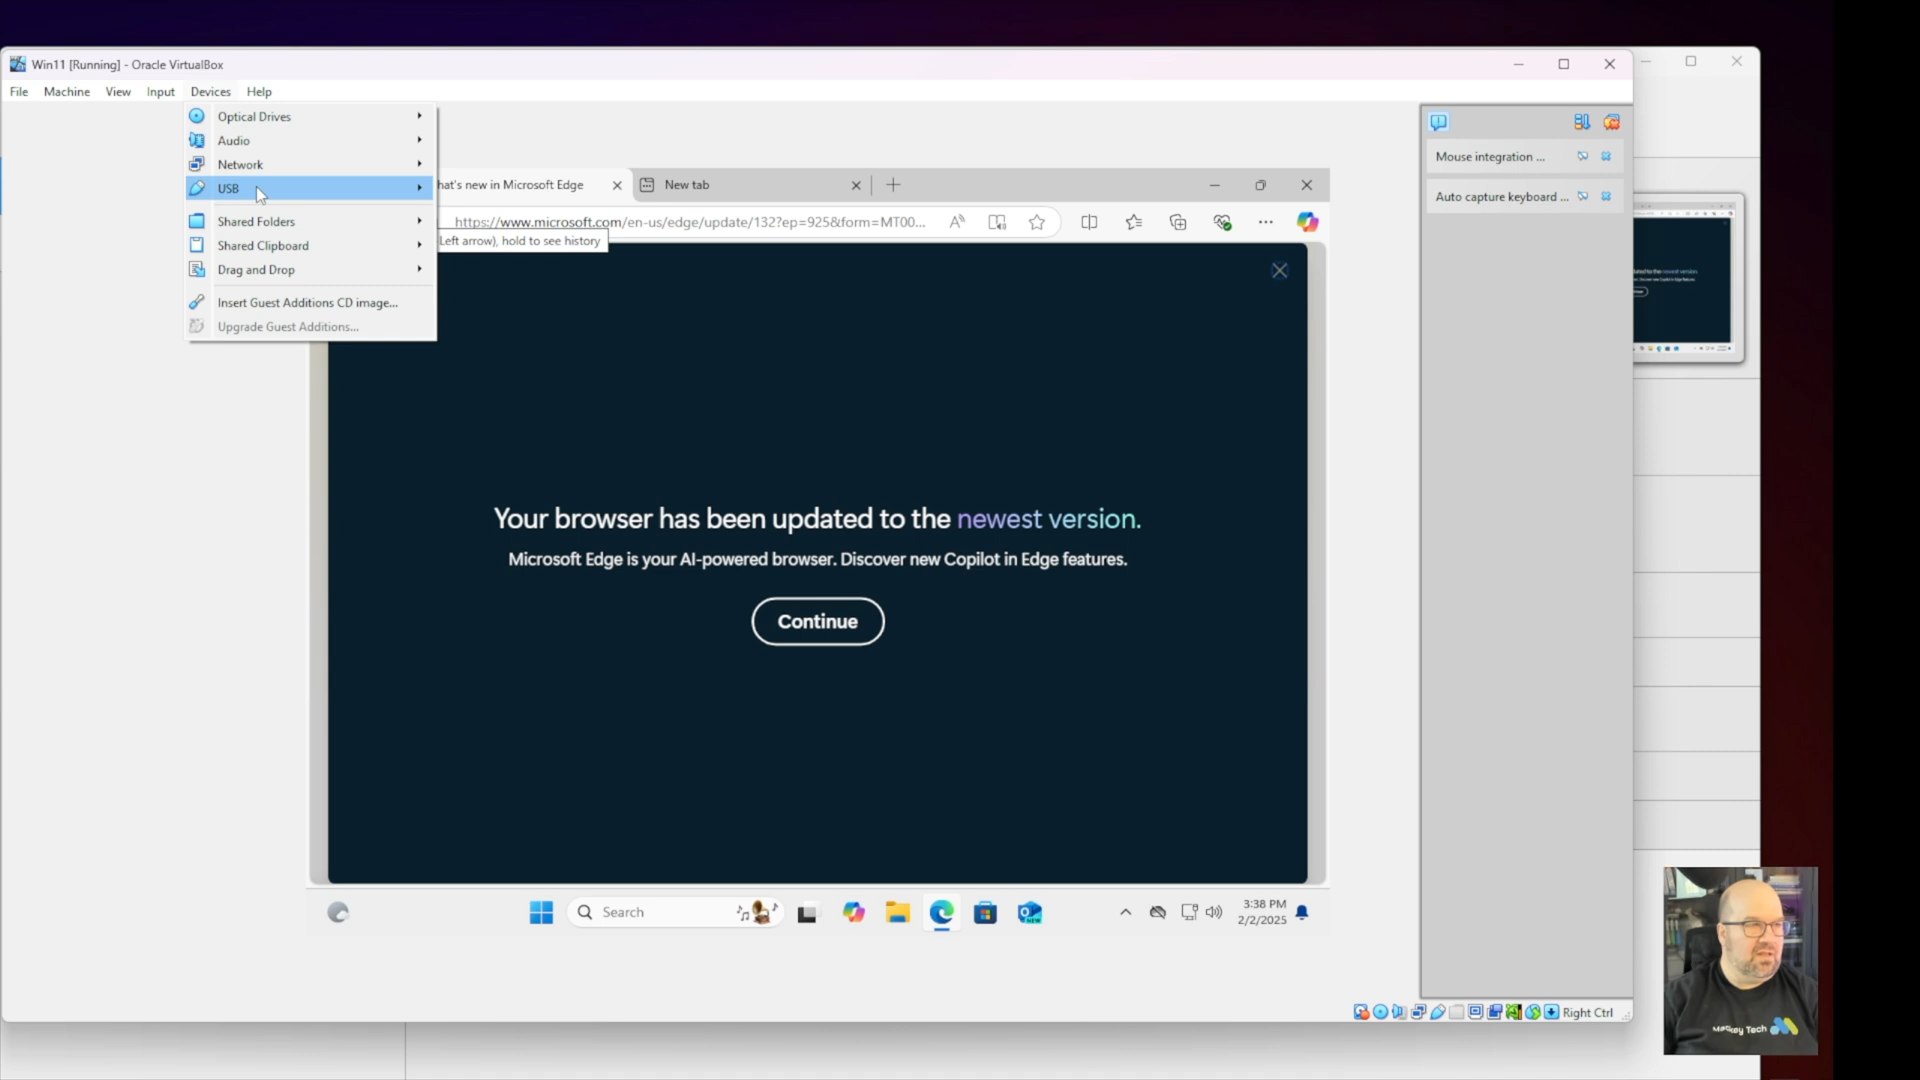 Win11 [Running] - Oracle VirtualBox
File Machine View Input Devices Help
Optical Drives
Audio
Network
USB
Shared Folders
Shared Clipboard
Drag and Drop
Insert Guest Additions CD image...
Upgrade Guest Additions...
hat's new in Microsoft Edge
New tab
https://www.microsoft.com/en-us/edge/update/132?ep=925&form=MT00...
Left arrow), hold to see history
Mouse integration ...
Auto capture keyboard ...
Your browser has been updated to the newest version.
Microsoft Edge is your AI-powered browser. Discover new Copilot in Edge features.
Continue
Search
NEW
3:38 PM
2/2/2025
Right Ctrl
Tech